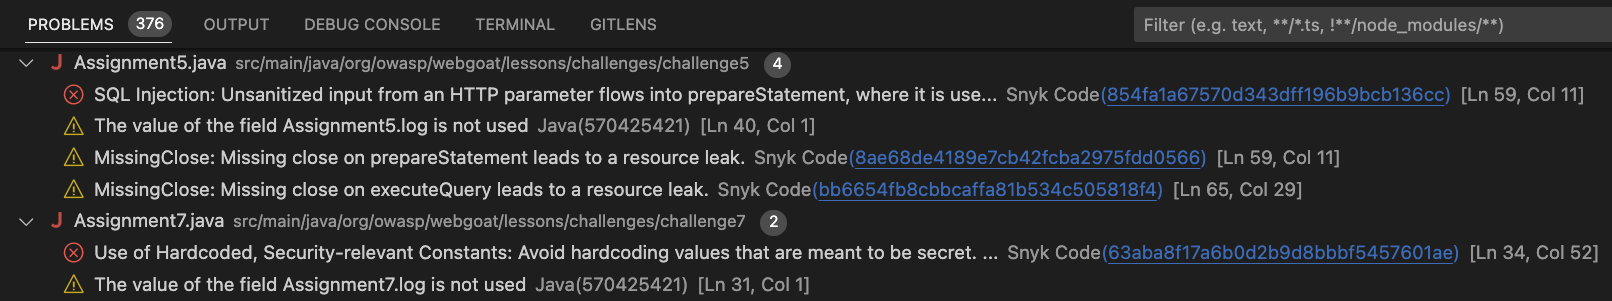 PROBLEMS 376 OUTPUT DEBUG CONSOLE TERMINAL GITLENS Filter (e.g. text, **/*.ts, !**/node_modules/**)
J Assignment5.java src/main/java/org/owasp/webgoat/lessons/challenges/challenge5 4
SQL Injection: Unsanitized input from an HTTP parameter flows into prepareStatement, where it is use... Snyk Code(854fa1a67570d343dff196b9bcb136cc) [Ln 59, Col 11]
The value of the field Assignment5.log is not used Java(570425421) [Ln 40, Col 1]
MissingClose: Missing close on prepareStatement leads to a resource leak. Snyk Code(8ae68de4189e7cb42fcba2975fdd0566) [Ln 59, Col 11]
MissingClose: Missing close on executeQuery leads to a resource leak. Snyk Code(bb6654fb8cbbcaffa81b534c505818f4) [Ln 65, Col 29]
J Assignment7.java src/main/java/org/owasp/webgoat/lessons/challenges/challenge7 2
Use of Hardcoded, Security-relevant Constants: Avoid hardcoding values that are meant to be secret. ... Snyk Code(63aba8f17a6b0d2b9d8bbbf5457601ae) [Ln 34, Col 52]
The value of the field Assignment7.log is not used Java(570425421) [Ln 31, Col 1]